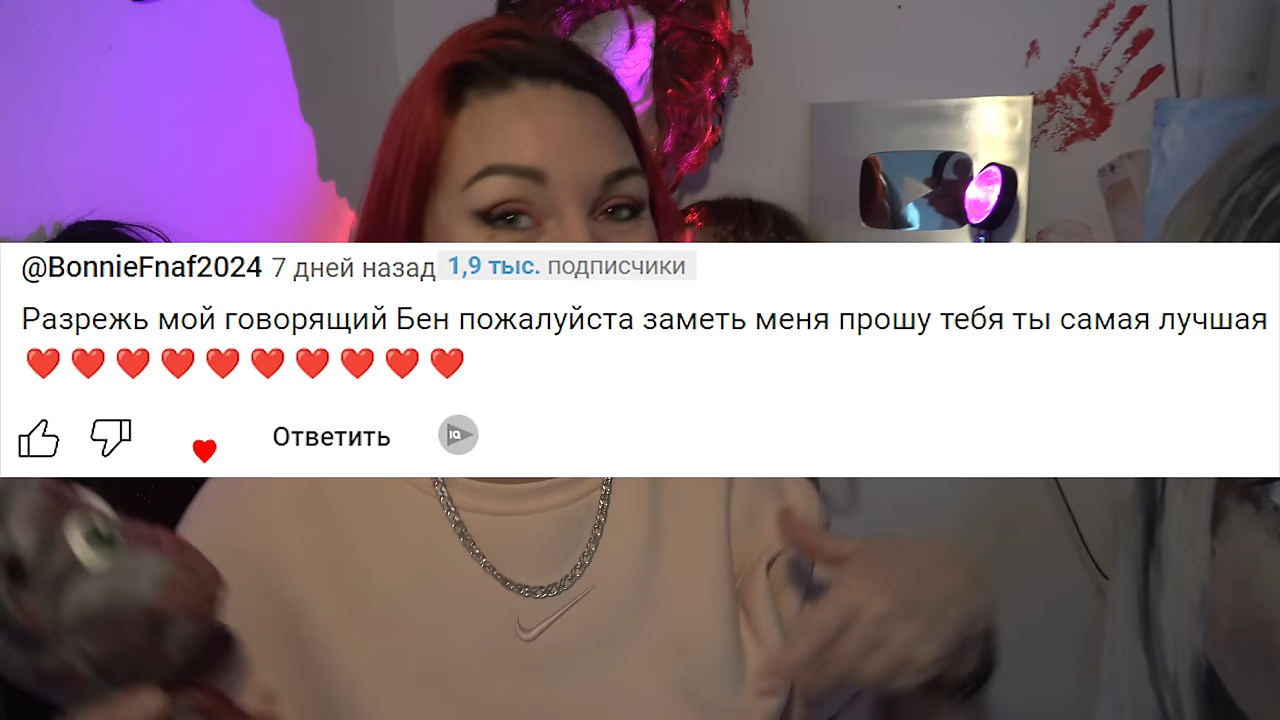 @BonnieFnaf2024 7 дней назад 1,9 тыс. подписчики
Разрежь мой говорящий Бен пожалуйста заметь меня прошу тебя ты самая лучшая
❤️❤️❤️❤️❤️❤️❤️❤️❤️❤️
Ответить
IQ